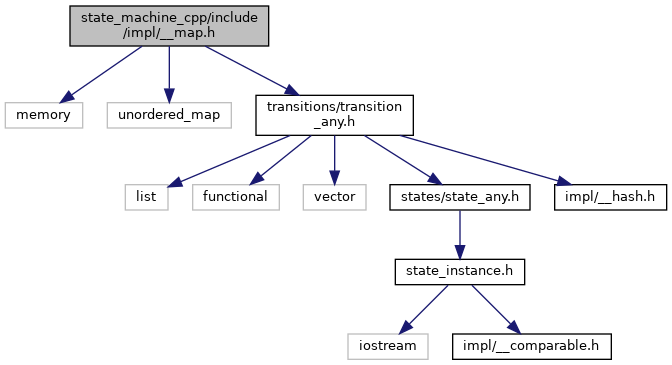 state_machine_cpp/include
/impl/__map.h
memory
unordered_map
transitions/transition
_any.h
list
functional
vector
states/state_any.h
impl/__hash.h
state_instance.h
iostream
impl/__comparable.h